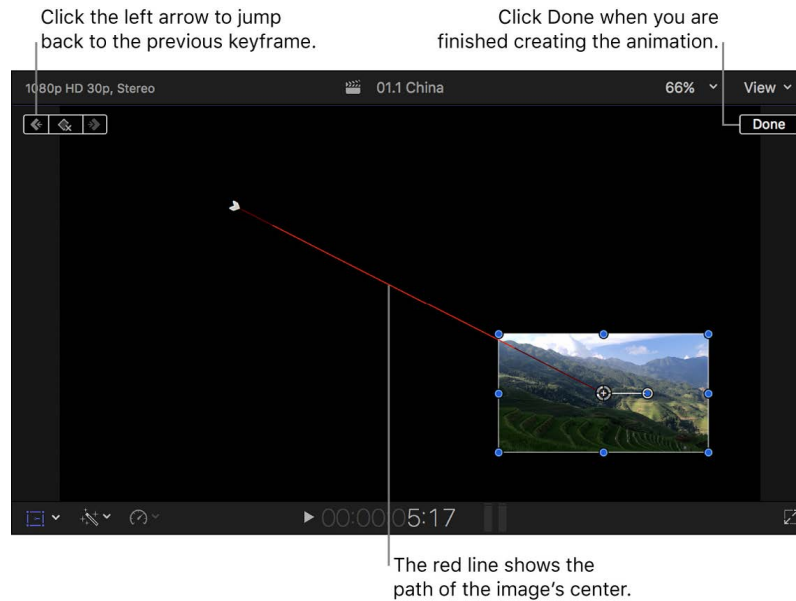 Click the left arrow to jump
back to the previous keyframe.
Click Done when you are
finished creating the animation.
1080p HD 30p, Stereo
01.1 China
66%
View
Done
00:00:05:17
The red line shows the
path of the image's center.